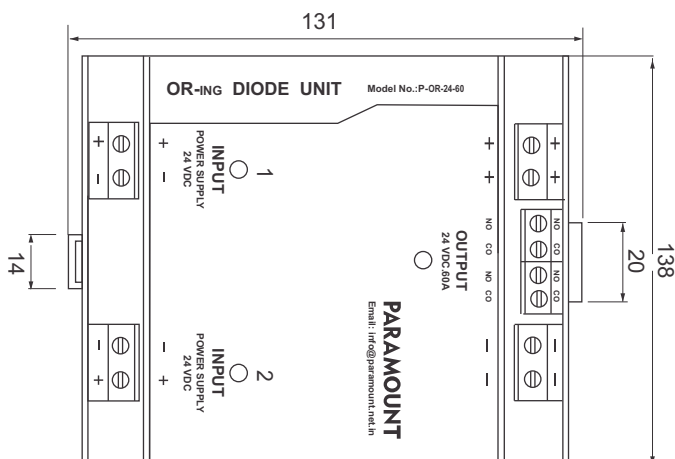 131
OR-ING DIODE UNIT Model No.:P-OR-24-60
+
-
+
-
INPUT
POWER SUPPLY
24 VDC
1
+
+
+
+
NO
CO
NO
CO
NO
CO
NO
CO
OUTPUT
24 VDC,60A
14
20
138
PARAMOUNT
Email: info@paramount.net.in
-
+
-
+
INPUT
POWER SUPPLY
24 VDC
2
-
-
-
-